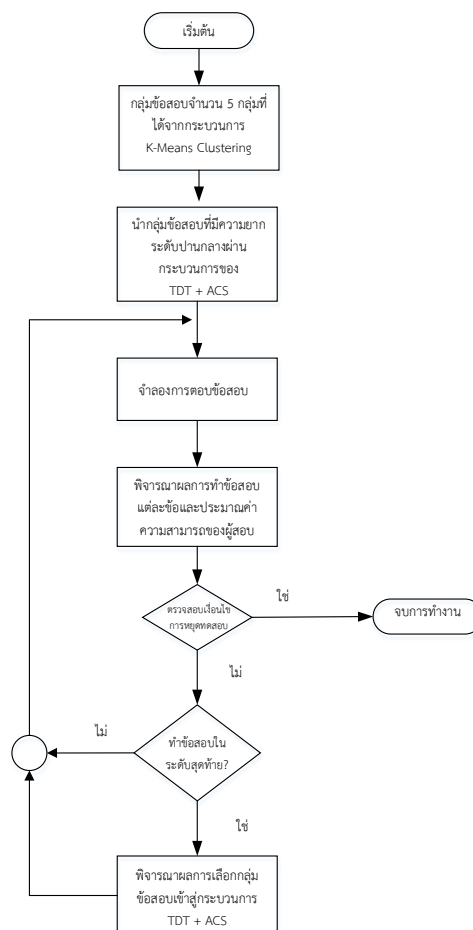 เริ่มต้น
กลุ่มข้อสอบจำนวน 5 กลุ่มที่
ได้จากกระบวนการ
K-Means Clustering
นำกลุ่มข้อสอบที่มีความยาก
ระดับปานกลางผ่าน
กระบวนการของ
TDT + ACS
จำลองการตอบข้อสอบ
พิจารณาผลการทำข้อสอบ
แต่ละข้อและประมาณค่า
ความสามารถของผู้สอบ
ตรวจสอบเงื่อนไข
การหยุดทดสอบ
ใช่
จบการทำงาน
ไม่
ทำข้อสอบใน
ระดับสุดท้าย?
ไม่
ใช่
พิจารณาผลการเลือกกลุ่ม
ข้อสอบเข้าสู่กระบวนการ
TDT + ACS